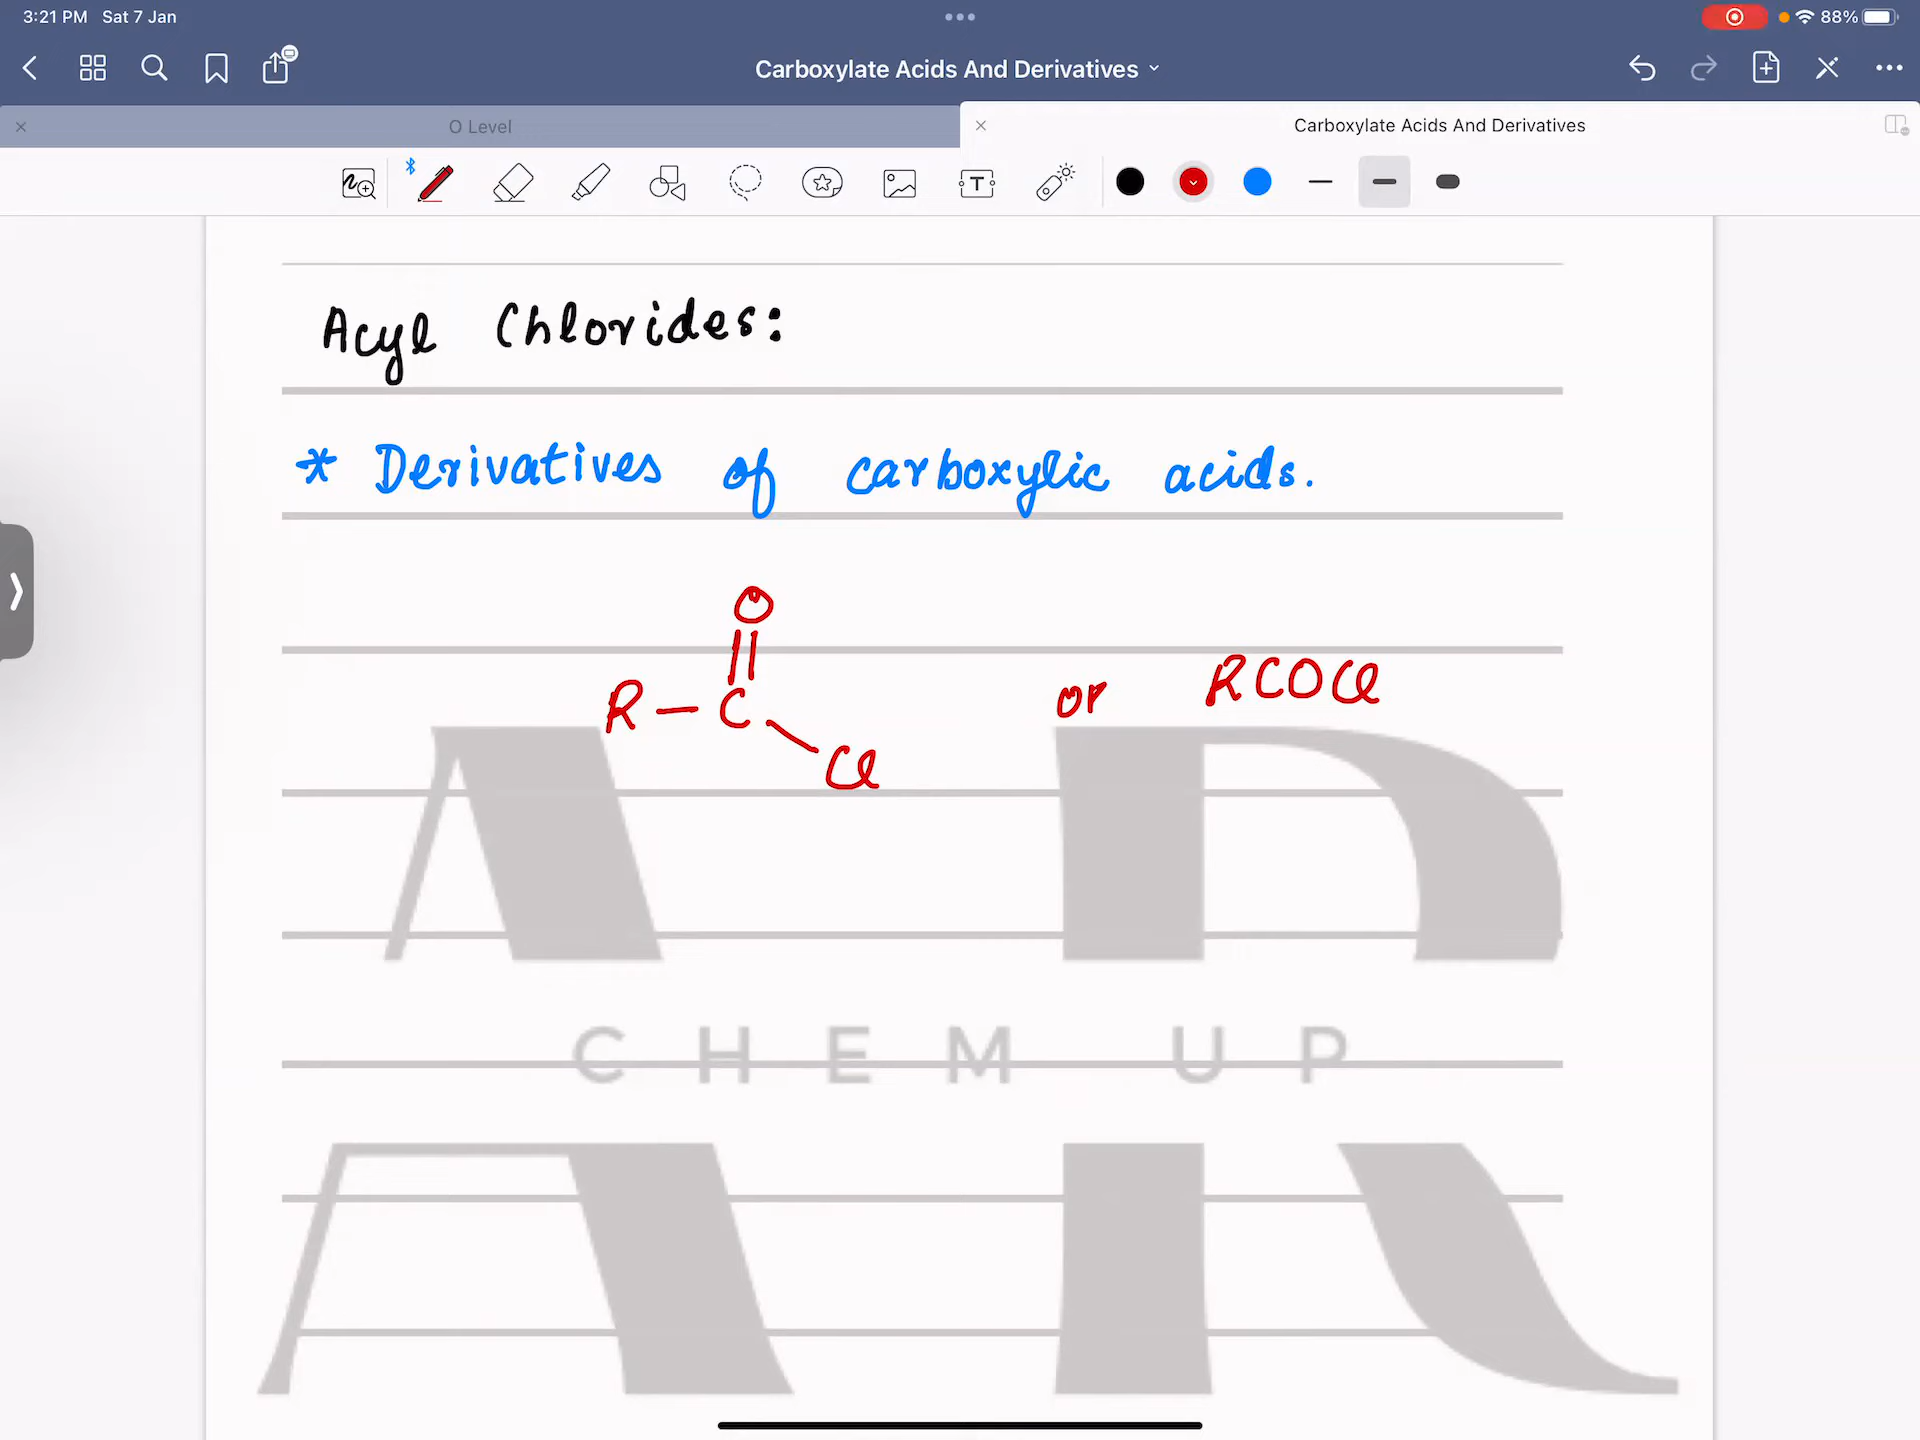 3:21 PM Sat 7 Jan
88%
Carboxylate Acids And Derivatives
O Level
Carboxylate Acids And Derivatives
T
Acyl Chlorides:
* Derivatives of carboxylic acids.
O
R – C
Cl
or RCOCl
CHEM UP
AR